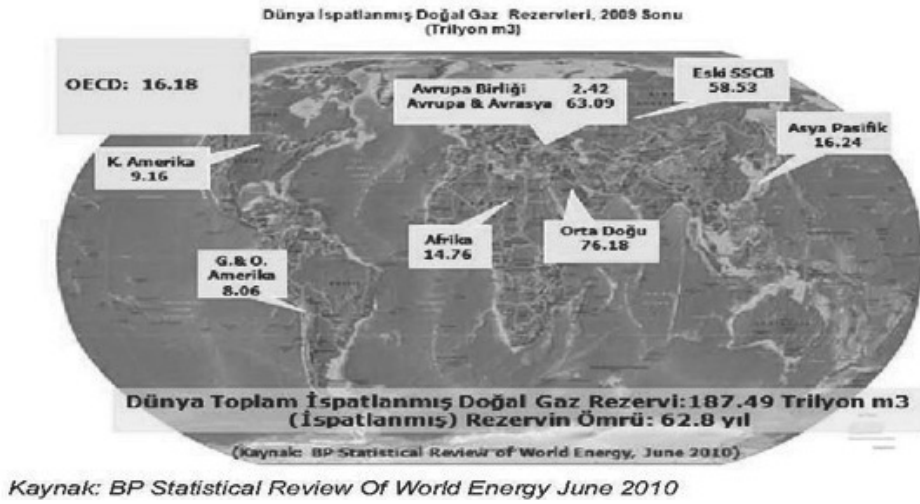 Dünya İspatlanmış Doğal Gaz Rezervleri, 2009 Sonu
(Trilyon m3)
OECD: 16.18
Avrupa Birliği 2.42
Avrupa & Avrasya 63.09
Eski SSCB
58.53
Asya Pasifik
16.24
K. Amerika
9.16
Afrika
14.76
Orta Doğu
76.18
G.& O.
Amerika
8.06
Dünya Toplam İspatlanmış Doğal Gaz Rezervi:187.49 Trilyon m3
(İspatlanmış) Rezervin Ömrü: 62.8 yıl
(Kaynak: BP Statistical Review of World Energy, June 2010)
Kaynak: BP Statistical Review Of World Energy June 2010